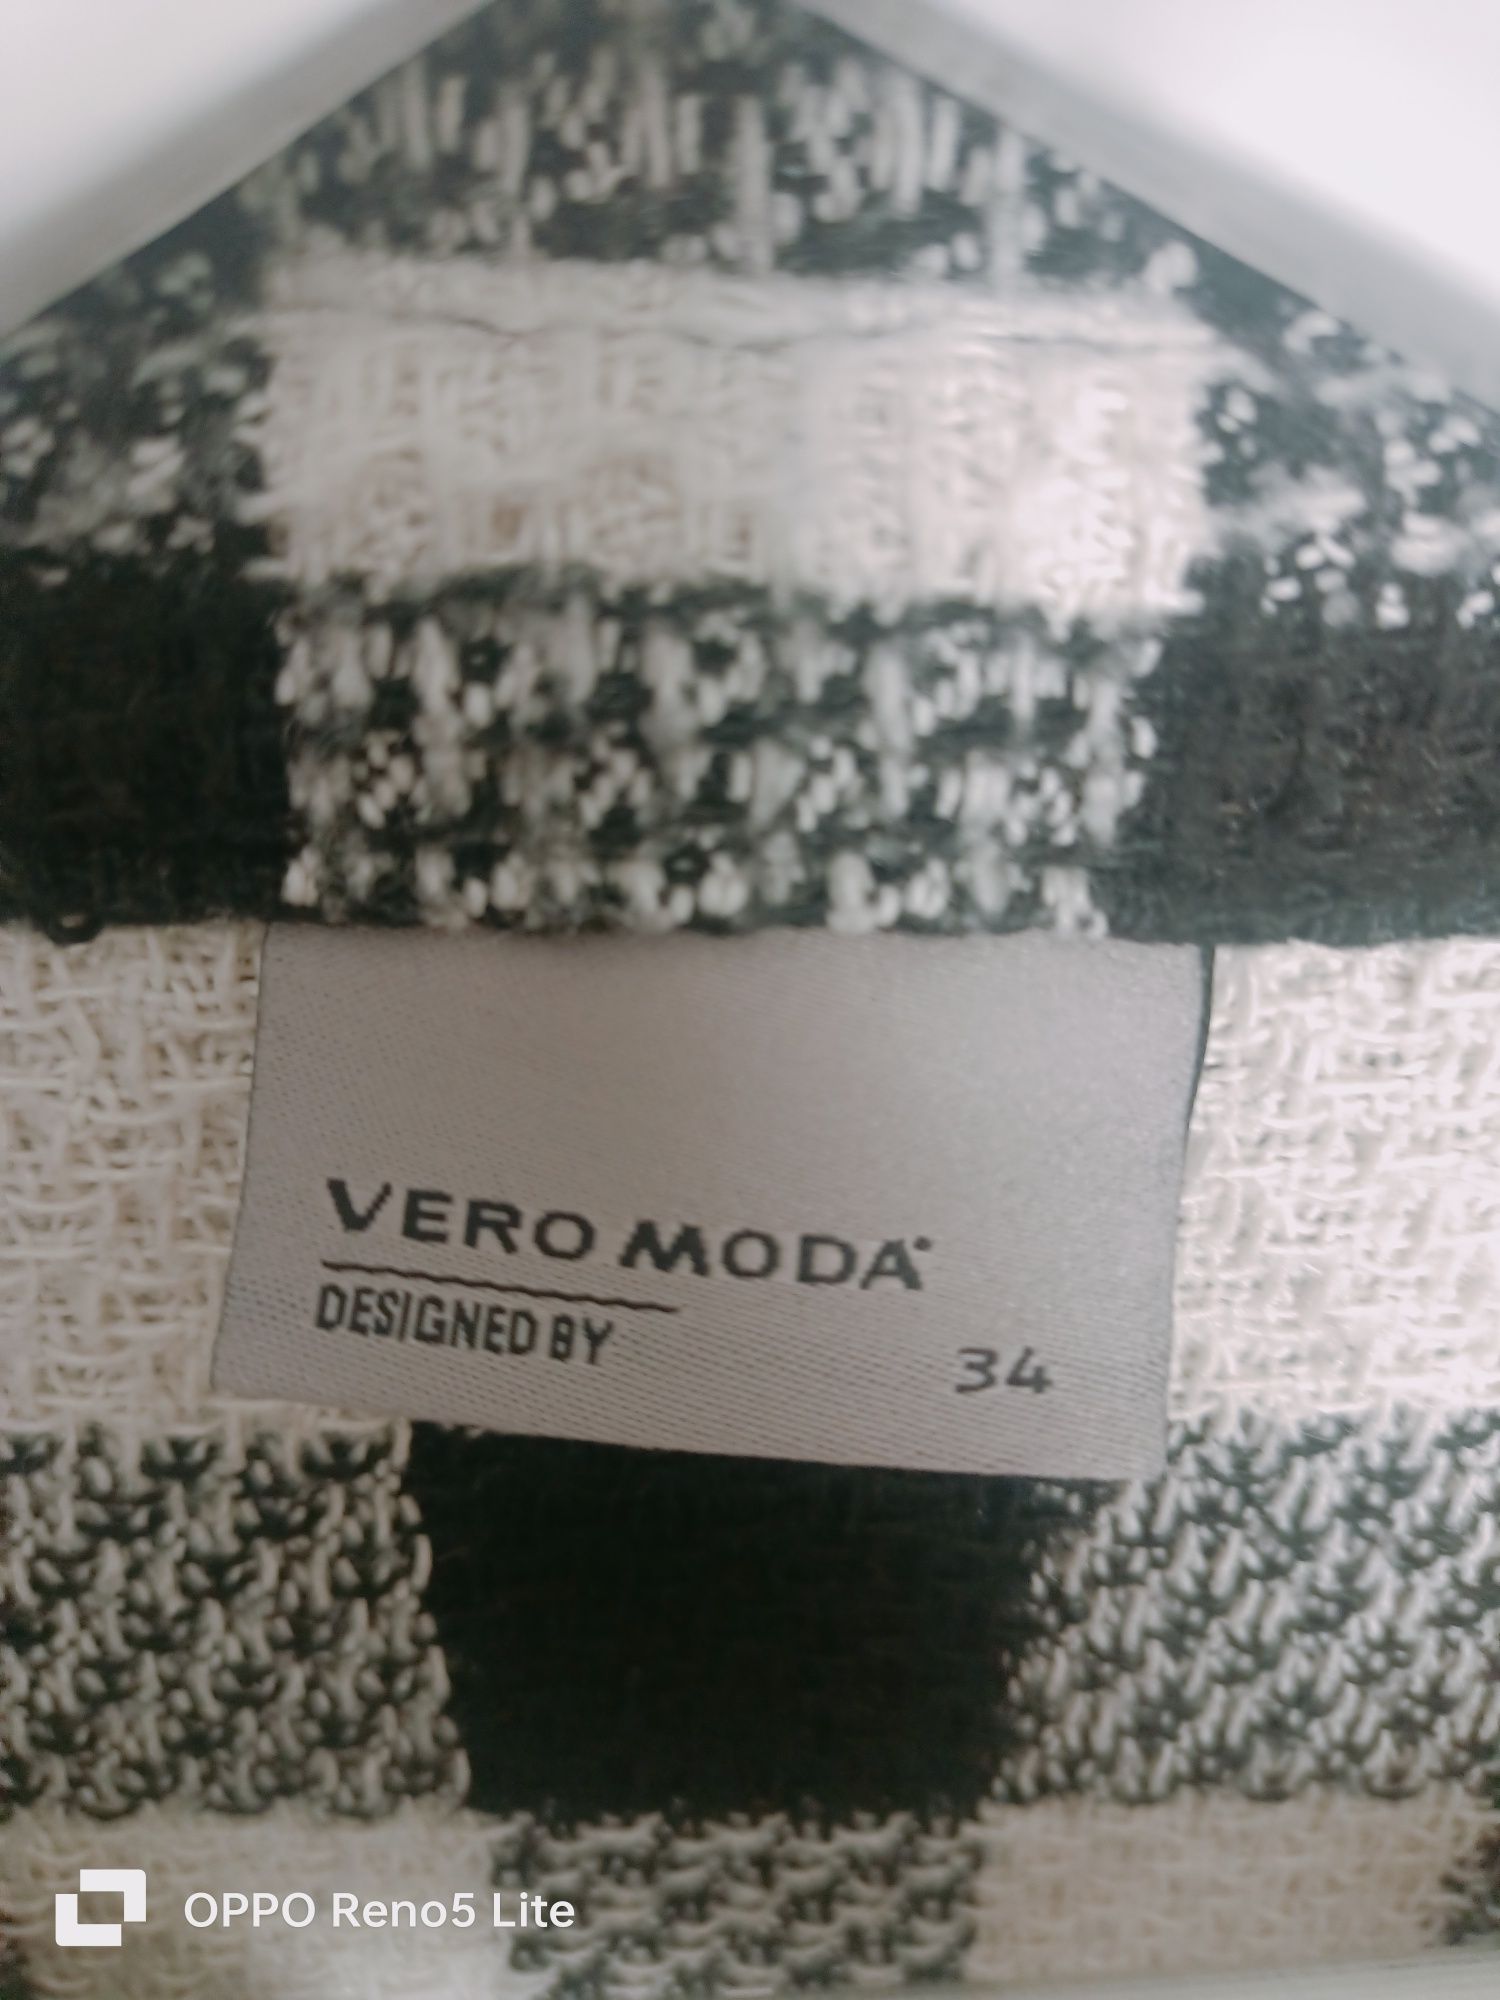 VERO MODA
DESIGNED BY
34
OPPO Reno5 Lite